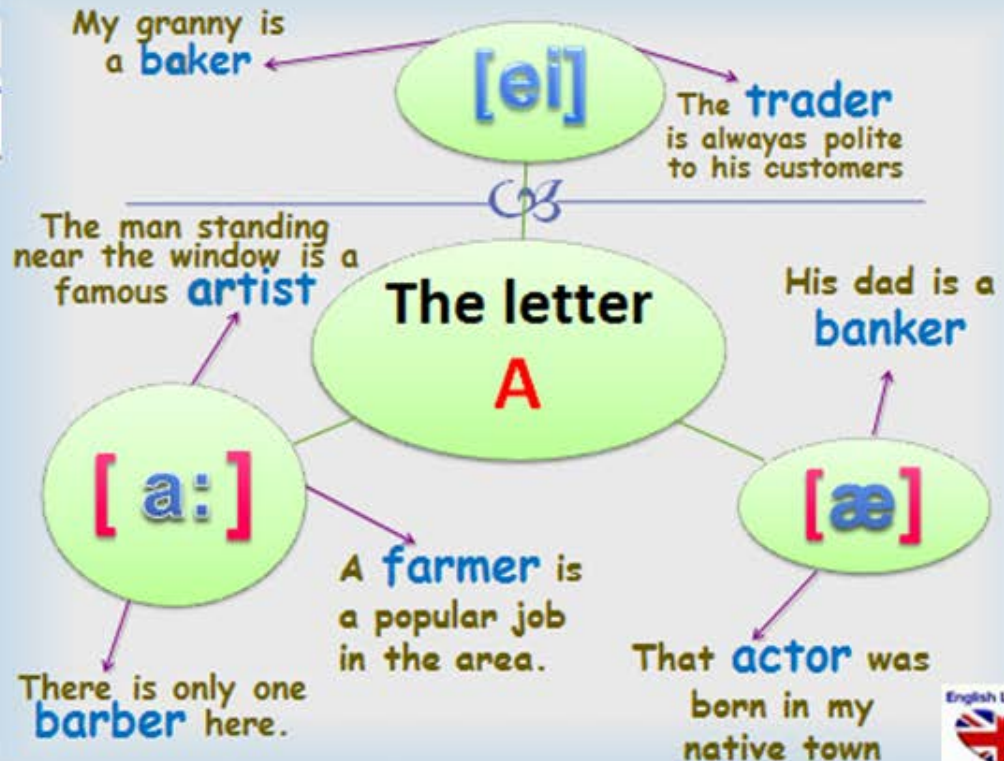 My granny is
a baker
[ei]
The trader
is alwayas polite
to his customers
The man standing
near the window is a
famous artist
The letter
A
His dad is a
banker
[ a: ]
[æ]
A farmer is
a popular job
in the area.
There is only one
barber here.
That actor was
born in my
native town
English